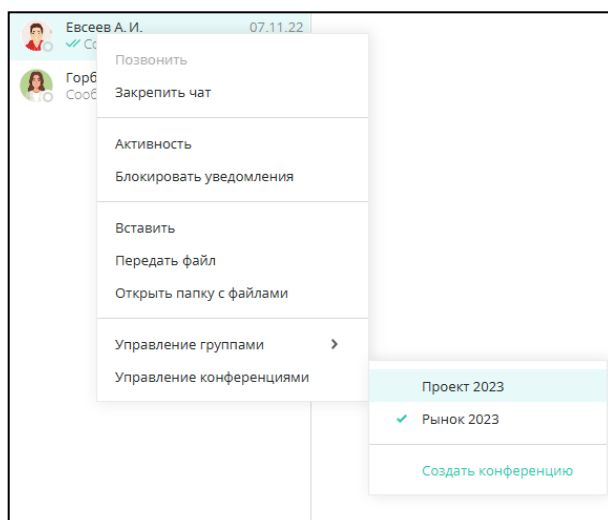 Евсеев А. И. 07.11.22
Позвонить
Горб
Закрепить чат
Активность
Блокировать уведомления
Вставить
Передать файл
Открыть папку с файлами
Управление группами
Управление конференциями
Проект 2023
Рынок 2023
Создать конференцию